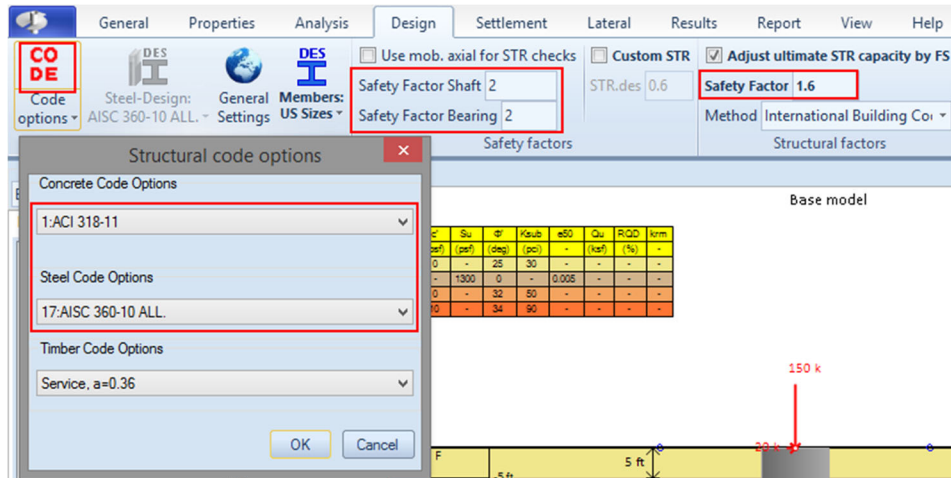 General Properties Analysis Design Settlement Lateral Results Report View Help
CO
DE
Code
options
DES
Steel-Design:
AISC 360-10 ALL.
General
Settings
DES
Members:
US Sizes
Use mob. axial for STR checks
Safety Factor Shaft 2
Safety Factor Bearing 2
Safety factors
Custom STR
STR.des 0.6
Adjust ultimate STR capacity by FS
Safety Factor 1.6
Method International Building Co
Structural factors
Structural code options
Concrete Code Options
1:ACI 318-11
Steel Code Options
17:AISC 360-10 ALL.
Timber Code Options
Service, a=0.36
OK Cancel
Base model
c' Su Φ' Ksub e50 Qu RQD krm
(psf) (deg) (pci) - (ksf) (%) -
0 - 25 30 - - - -
- 1300 0 - 0.005 - - -
0 - 32 50 - - - -
- 34 90 - - - -
150 k
20 k
F
-5 ft
5 ft